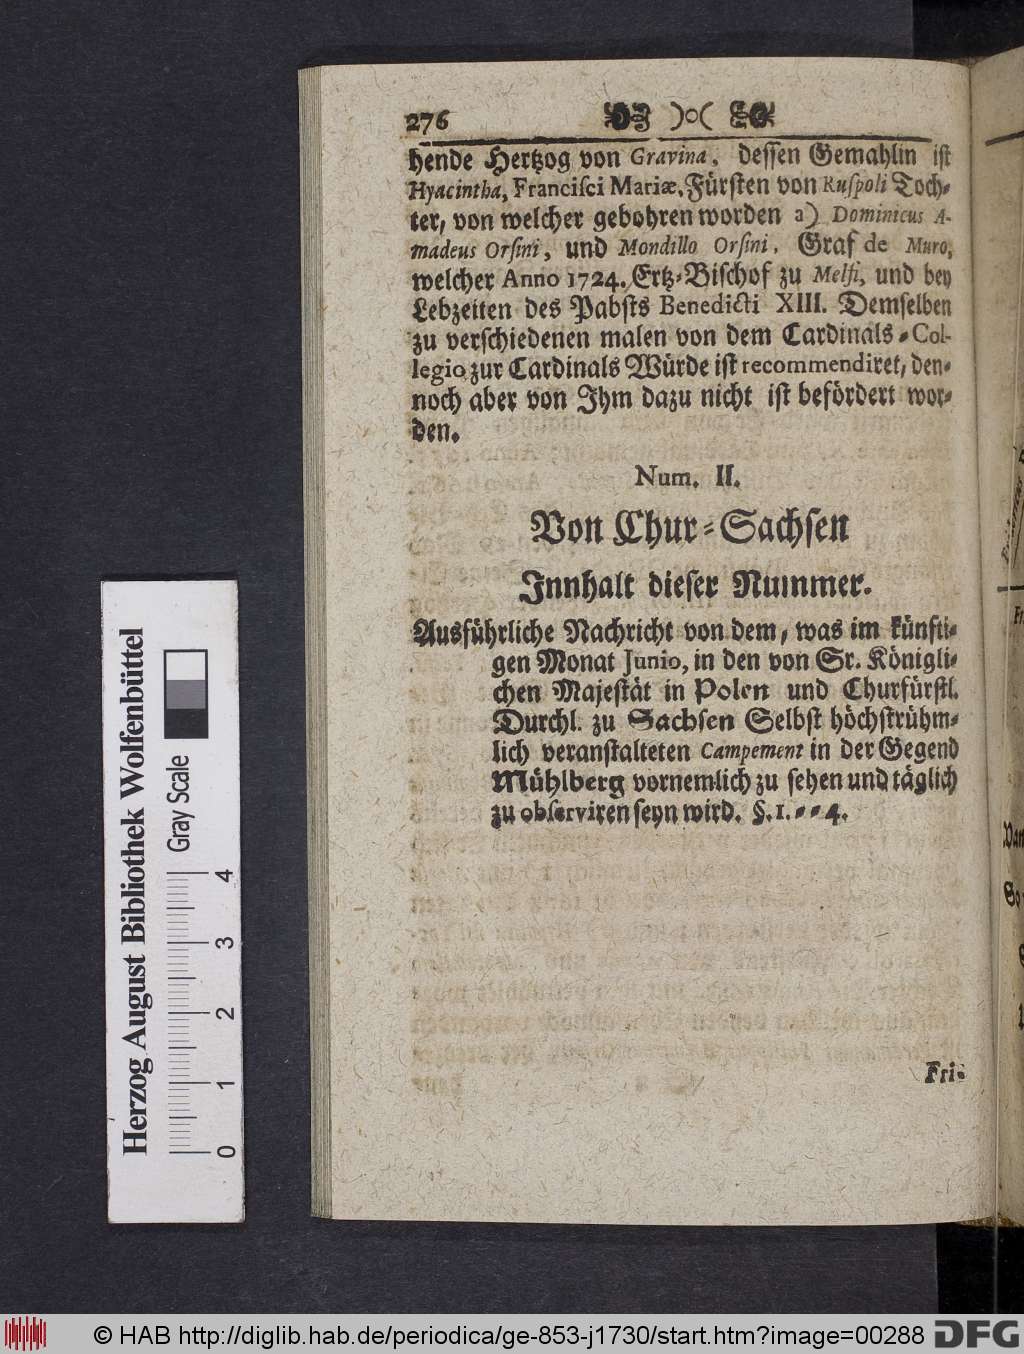 276 )o(
hende Hertzog von Gravina, dessen Gemahlin ist
Hyacintha, Francisci Mariæ, Fürsten von Ruspoli Toch-
ter, von welcher gebohren worden a) Dominicus A-
madeus Orsini, und Mondillo Orsini, Graf de Muro,
welcher Anno 1724. Ertz-Bischof zu Melfi, und bey
Lebzeiten des Pabsts Benedicti XIII. Demselben
zu verschiedenen malen von dem Cardinals-Col-
legio zur Cardinals Würde ist recommendiret, den-
noch aber von Ihm dazu nicht ist befördert wor-
den.
Num. II.
Von Chur-Sachsen
Innhalt dieser Nummer.
Ausführliche Nachricht von dem, was im künfti-
gen Monat Junio, in den von Sr. Königli-
chen Majestät in Polen und Churfürstl.
Durchl. zu Sachsen Selbst höchstrühm-
lich veranstalteten Campement in der Gegend
Mühlberg vornemlich zu sehen und täglich
zu observiren seyn wird. §. 1. - - 4.
Fri-
Herzog August Bibliothek Wolfenbüttel
Gray Scale
0 1 2 3 4
© HAB http://diglib.hab.de/periodica/ge-853-j1730/start.htm?image=00288
DFG